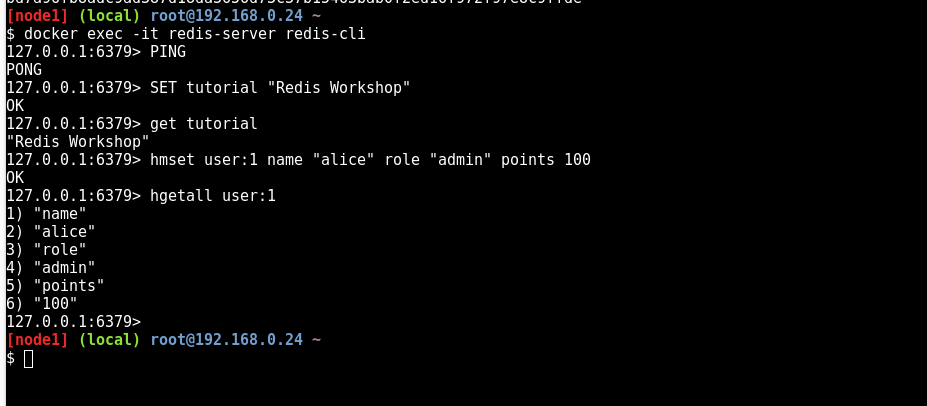 [node1] (local) root@192.168.0.24 ~
$ docker exec -it redis-server redis-cli
127.0.0.1:6379> PING
PONG
127.0.0.1:6379> SET tutorial "Redis Workshop"
OK
127.0.0.1:6379> get tutorial
"Redis Workshop"
127.0.0.1:6379> hmset user:1 name "alice" role "admin" points 100
OK
127.0.0.1:6379> hgetall user:1
1) "name"
2) "alice"
3) "role"
4) "admin"
5) "points"
6) "100"
127.0.0.1:6379>
[node1] (local) root@192.168.0.24 ~
$